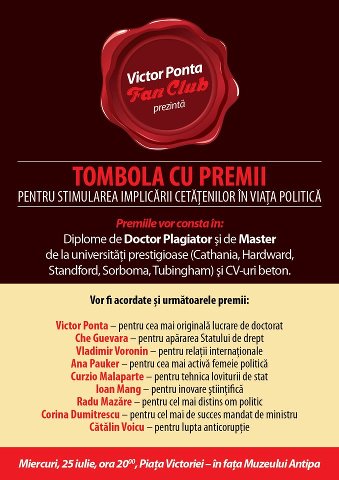 Victor Ponta
Fan Club
prezintă
TOMBOLA CU PREMII
PENTRU STIMULAREA IMPLICĂRII CETĂȚENILOR ÎN VIAȚA POLITICĂ
Premiile vor consta în:
Diplome de Doctor Plagiator și de Master
de la universități prestigioase (Cathania, Hardward,
Standford, Sorboma, Tubingham) și CV-uri beton.
Vor fi acordate și următoarele premii:
Victor Ponta – pentru cea mai originală lucrare de doctorat
Che Guevara – pentru apărarea Statului de drept
Vladimir Voronin – pentru relații internaționale
Ana Pauker – pentru cea mai activă femeie politică
Curzio Malaparte – pentru tehnica loviturii de stat
Ioan Mang – pentru inovare științifică
Radu Mazăre – pentru cel mai distins om politic
Corina Dumitrescu – pentru cel mai de succes mandat de ministru
Cătălin Voicu – pentru lupta anticorupție
Miercuri, 25 iulie, ora 20⁰⁰, Piața Victoriei – în fața Muzeului Antipa